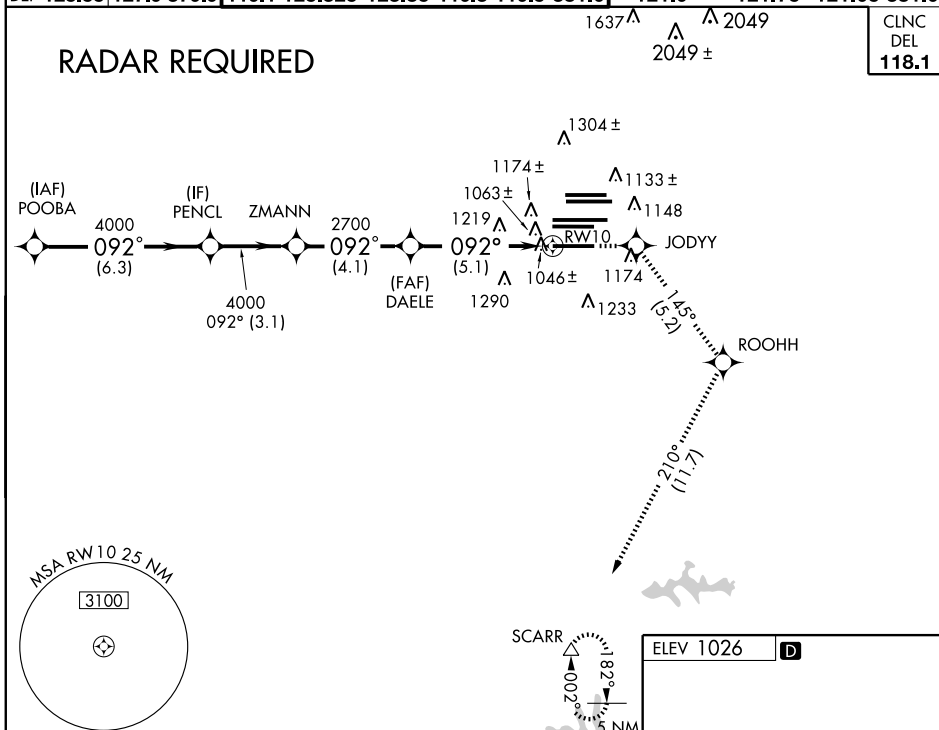 RADAR REQUIRED
1637
2049
2049 ±
CLNC
DEL
118.1
1304 ±
1174 ±
1133 ±
1063 ±
1148
1219
(IAF)
POOBA
4000
092°
(6.3)
(IF)
PENCL
ZMANN
2700
092°
(4.1)
092°
(5.1)
RW10
JODYY
(FAF)
DAELE
1290
1046 ±
1174
1233
4000
092° (3.1)
145°
(5.2)
ROOHH
210°
(11.7)
MSA RW10 25 NM
3100
SCARR
002°
182°
5 NM
ELEV 1026
D